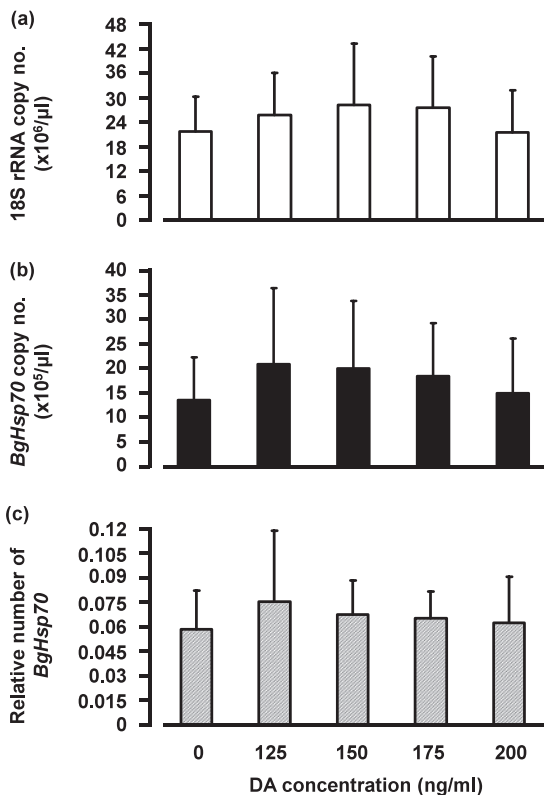 (a)
18S rRNA copy no.
(x10⁶/µl)
48
42
36
30
24
18
12
6
0
(b)
BgHsp70 copy no.
(x10⁵/µl)
40
35
30
25
20
15
10
5
0
(c)
Relative number of
BgHsp70
0.12
0.105
0.09
0.075
0.06
0.045
0.03
0.015
0
0 125 150 175 200
DA concentration (ng/ml)